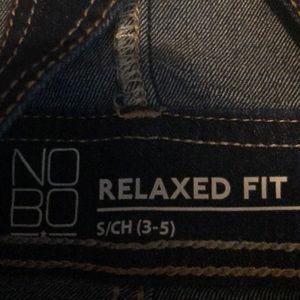 NO
BO
RELAXED FIT
S/CH (3-5)